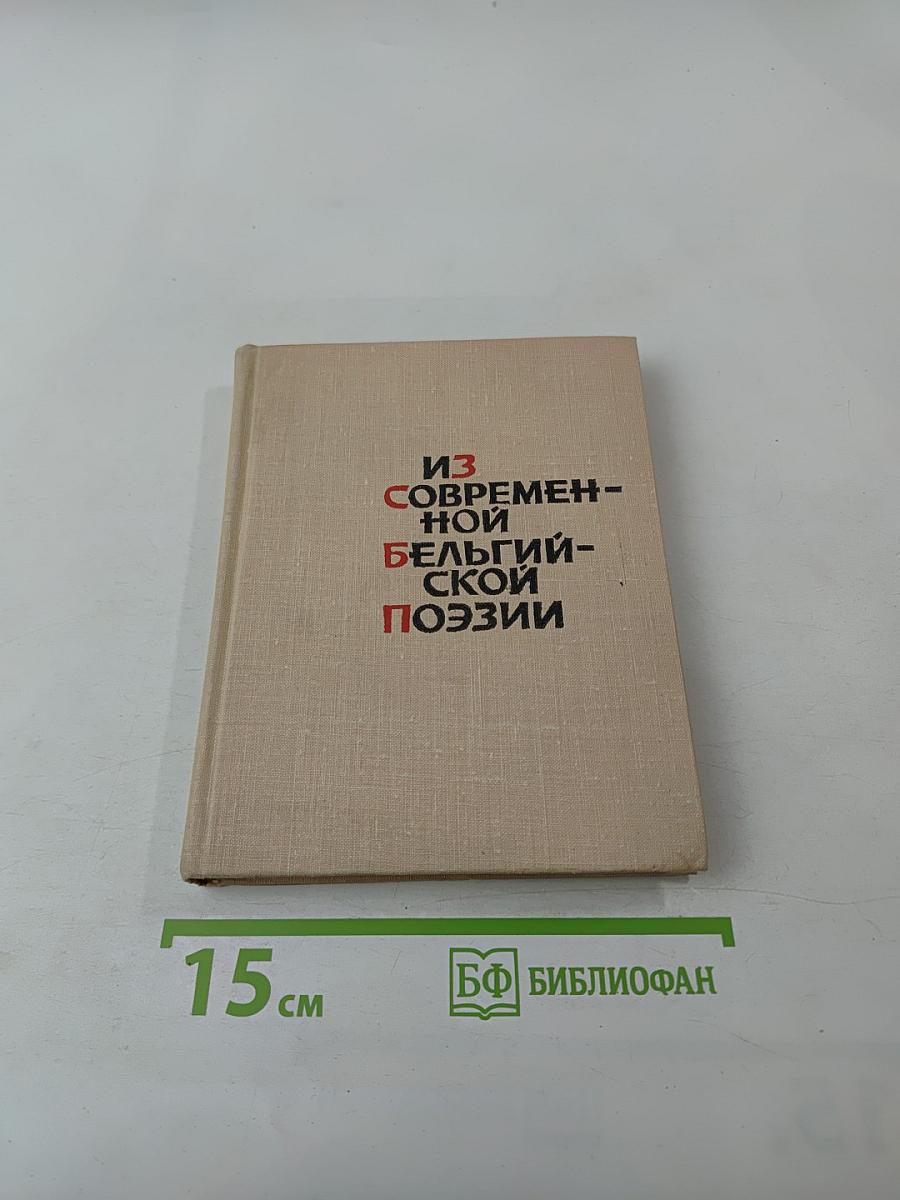 ИЗ
СОВРЕМЕН-
НОЙ
БЕЛЬГИЙ-
СКОЙ
ПОЭЗИИ
15 см
БФ БИБЛИОФАН